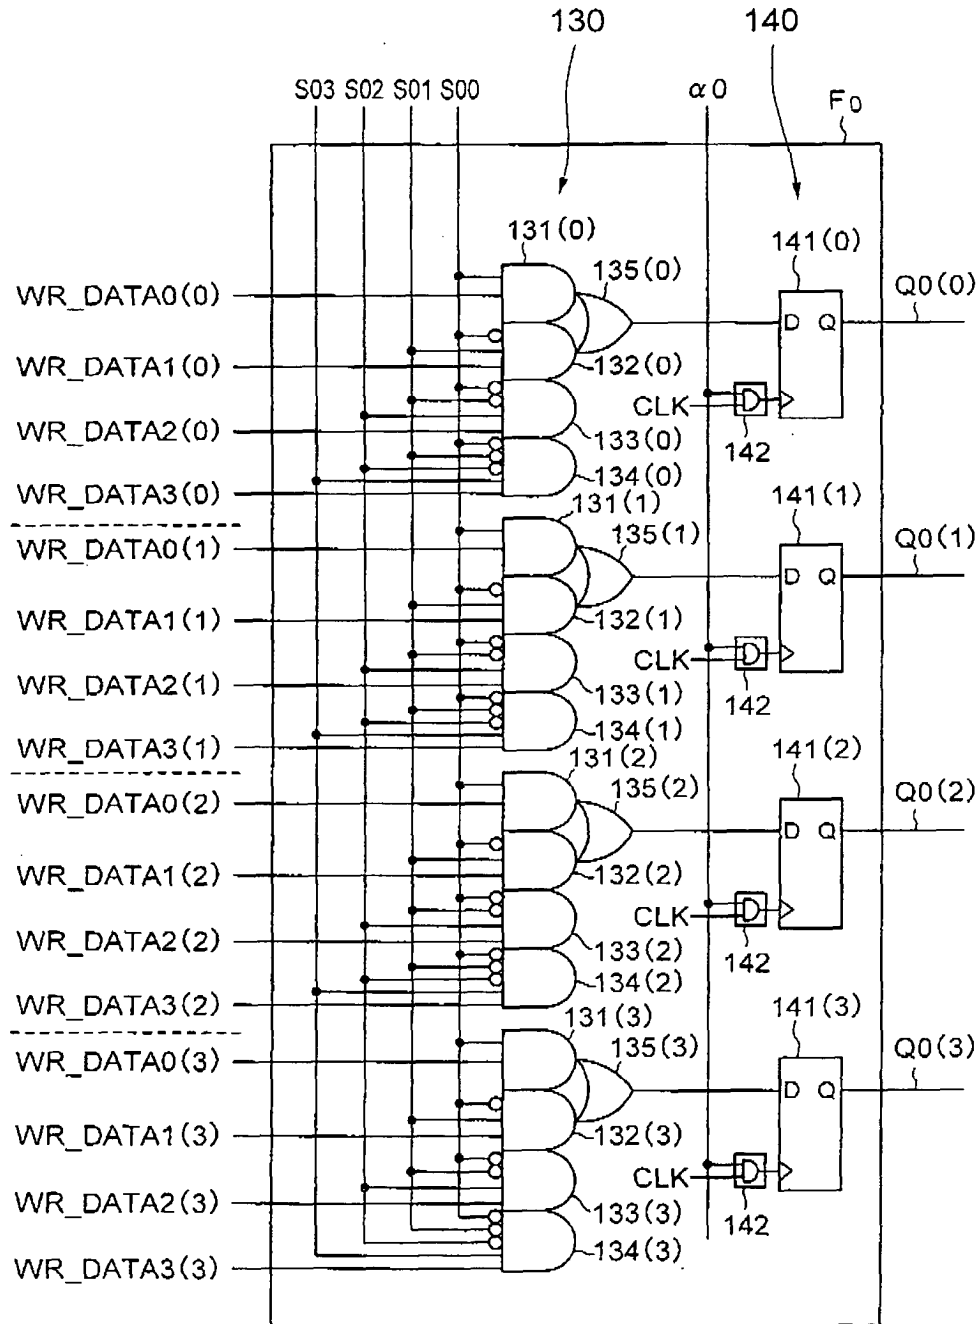 130
140
S03 S02 S01 S00
α0
F0
131(0)
135(0)
141(0)
Q0(0)
WR_DATA0(0)
D Q
WR_DATA1(0)
132(0)
CLK
WR_DATA2(0)
133(0)
142
134(0)
WR_DATA3(0)
131(1)
135(1)
141(1)
Q0(1)
WR_DATA0(1)
D Q
WR_DATA1(1)
132(1)
CLK
WR_DATA2(1)
133(1)
142
134(1)
WR_DATA3(1)
131(2)
135(2)
141(2)
Q0(2)
WR_DATA0(2)
D Q
WR_DATA1(2)
132(2)
CLK
WR_DATA2(2)
133(2)
142
134(2)
WR_DATA3(2)
131(3)
135(3)
141(3)
Q0(3)
WR_DATA0(3)
D Q
WR_DATA1(3)
132(3)
CLK
WR_DATA2(3)
133(3)
142
134(3)
WR_DATA3(3)